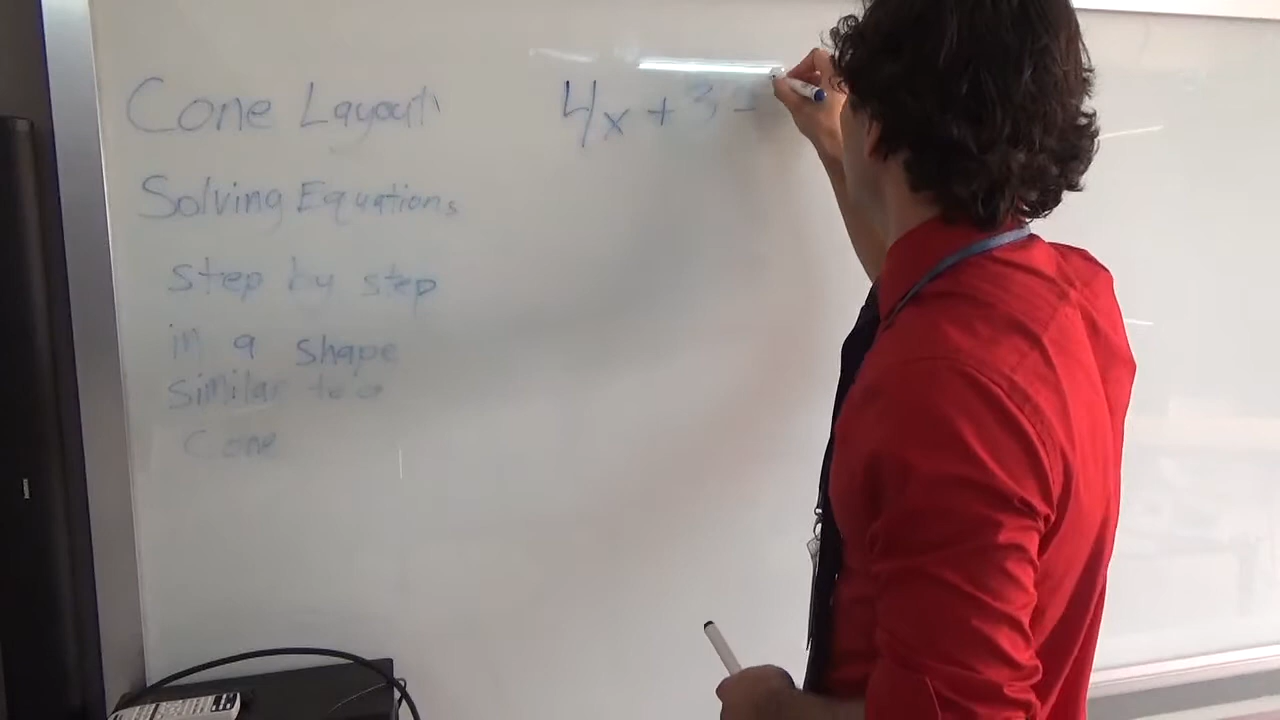 Cone Layout
4x + 3 =
Solving Equations
step by step
in a shape
similar to a
Cone